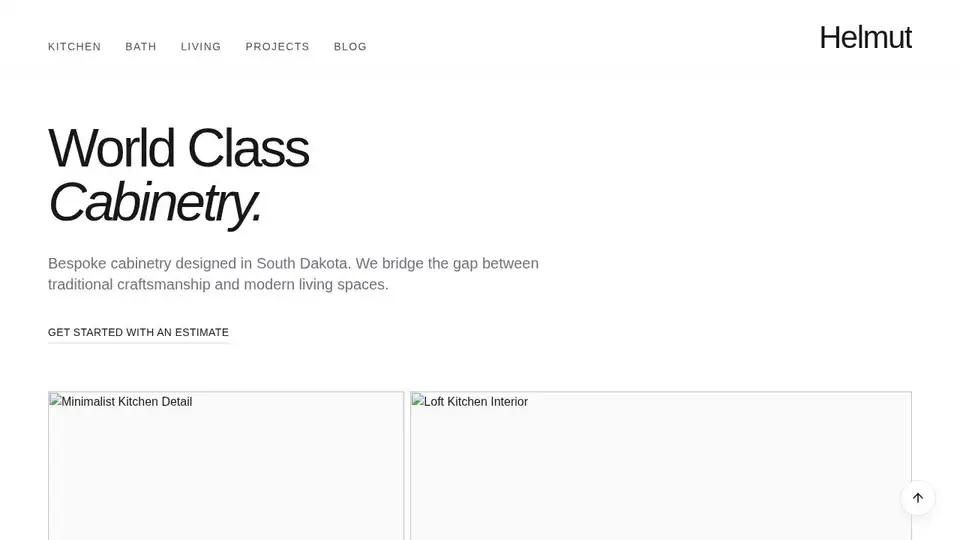 KITCHEN BATH LIVING PROJECTS BLOG
Helmut
World Class
Cabinetry.
Bespoke cabinetry designed in South Dakota. We bridge the gap between
traditional craftsmanship and modern living spaces.
GET STARTED WITH AN ESTIMATE
Minimalist Kitchen Detail
Loft Kitchen Interior